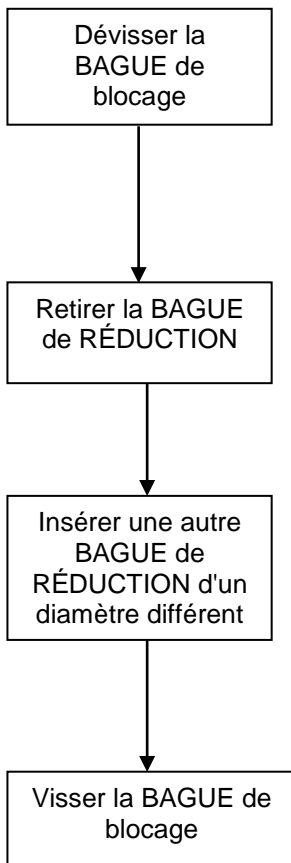 Dévisser la
BAGUE de
blocage
Retirer la BAGUE
de RÉDUCTION
Insérer une autre
BAGUE de
RÉDUCTION d'un
diamètre différent
Visser la BAGUE de
blocage